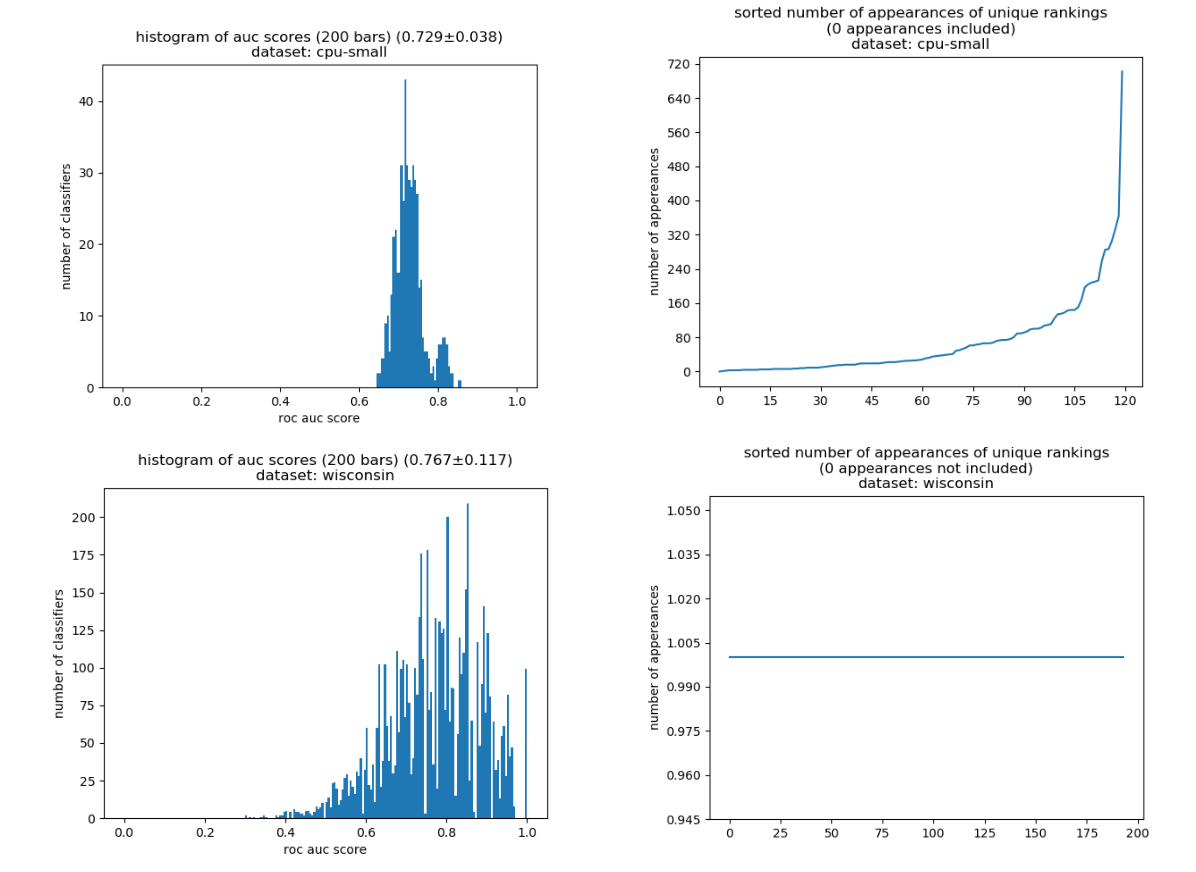 histogram of auc scores (200 bars) (0.729±0.038)
dataset: cpu-small
40
30
20
10
0
number of classifiers
0.0 0.2 0.4 0.6 0.8 1.0
roc auc score
sorted number of appearances of unique rankings
(0 appearances included)
dataset: cpu-small
720
640
560
480
400
320
240
160
80
0
number of appereances
0 15 30 45 60 75 90 105 120
histogram of auc scores (200 bars) (0.767±0.117)
dataset: wisconsin
200
175
150
125
100
75
50
25
0
number of classifiers
0.0 0.2 0.4 0.6 0.8 1.0
roc auc score
sorted number of appearances of unique rankings
(0 appearances not included)
dataset: wisconsin
1.050
1.035
1.020
1.005
0.990
0.975
0.960
0.945
number of appereances
0 25 50 75 100 125 150 175 200